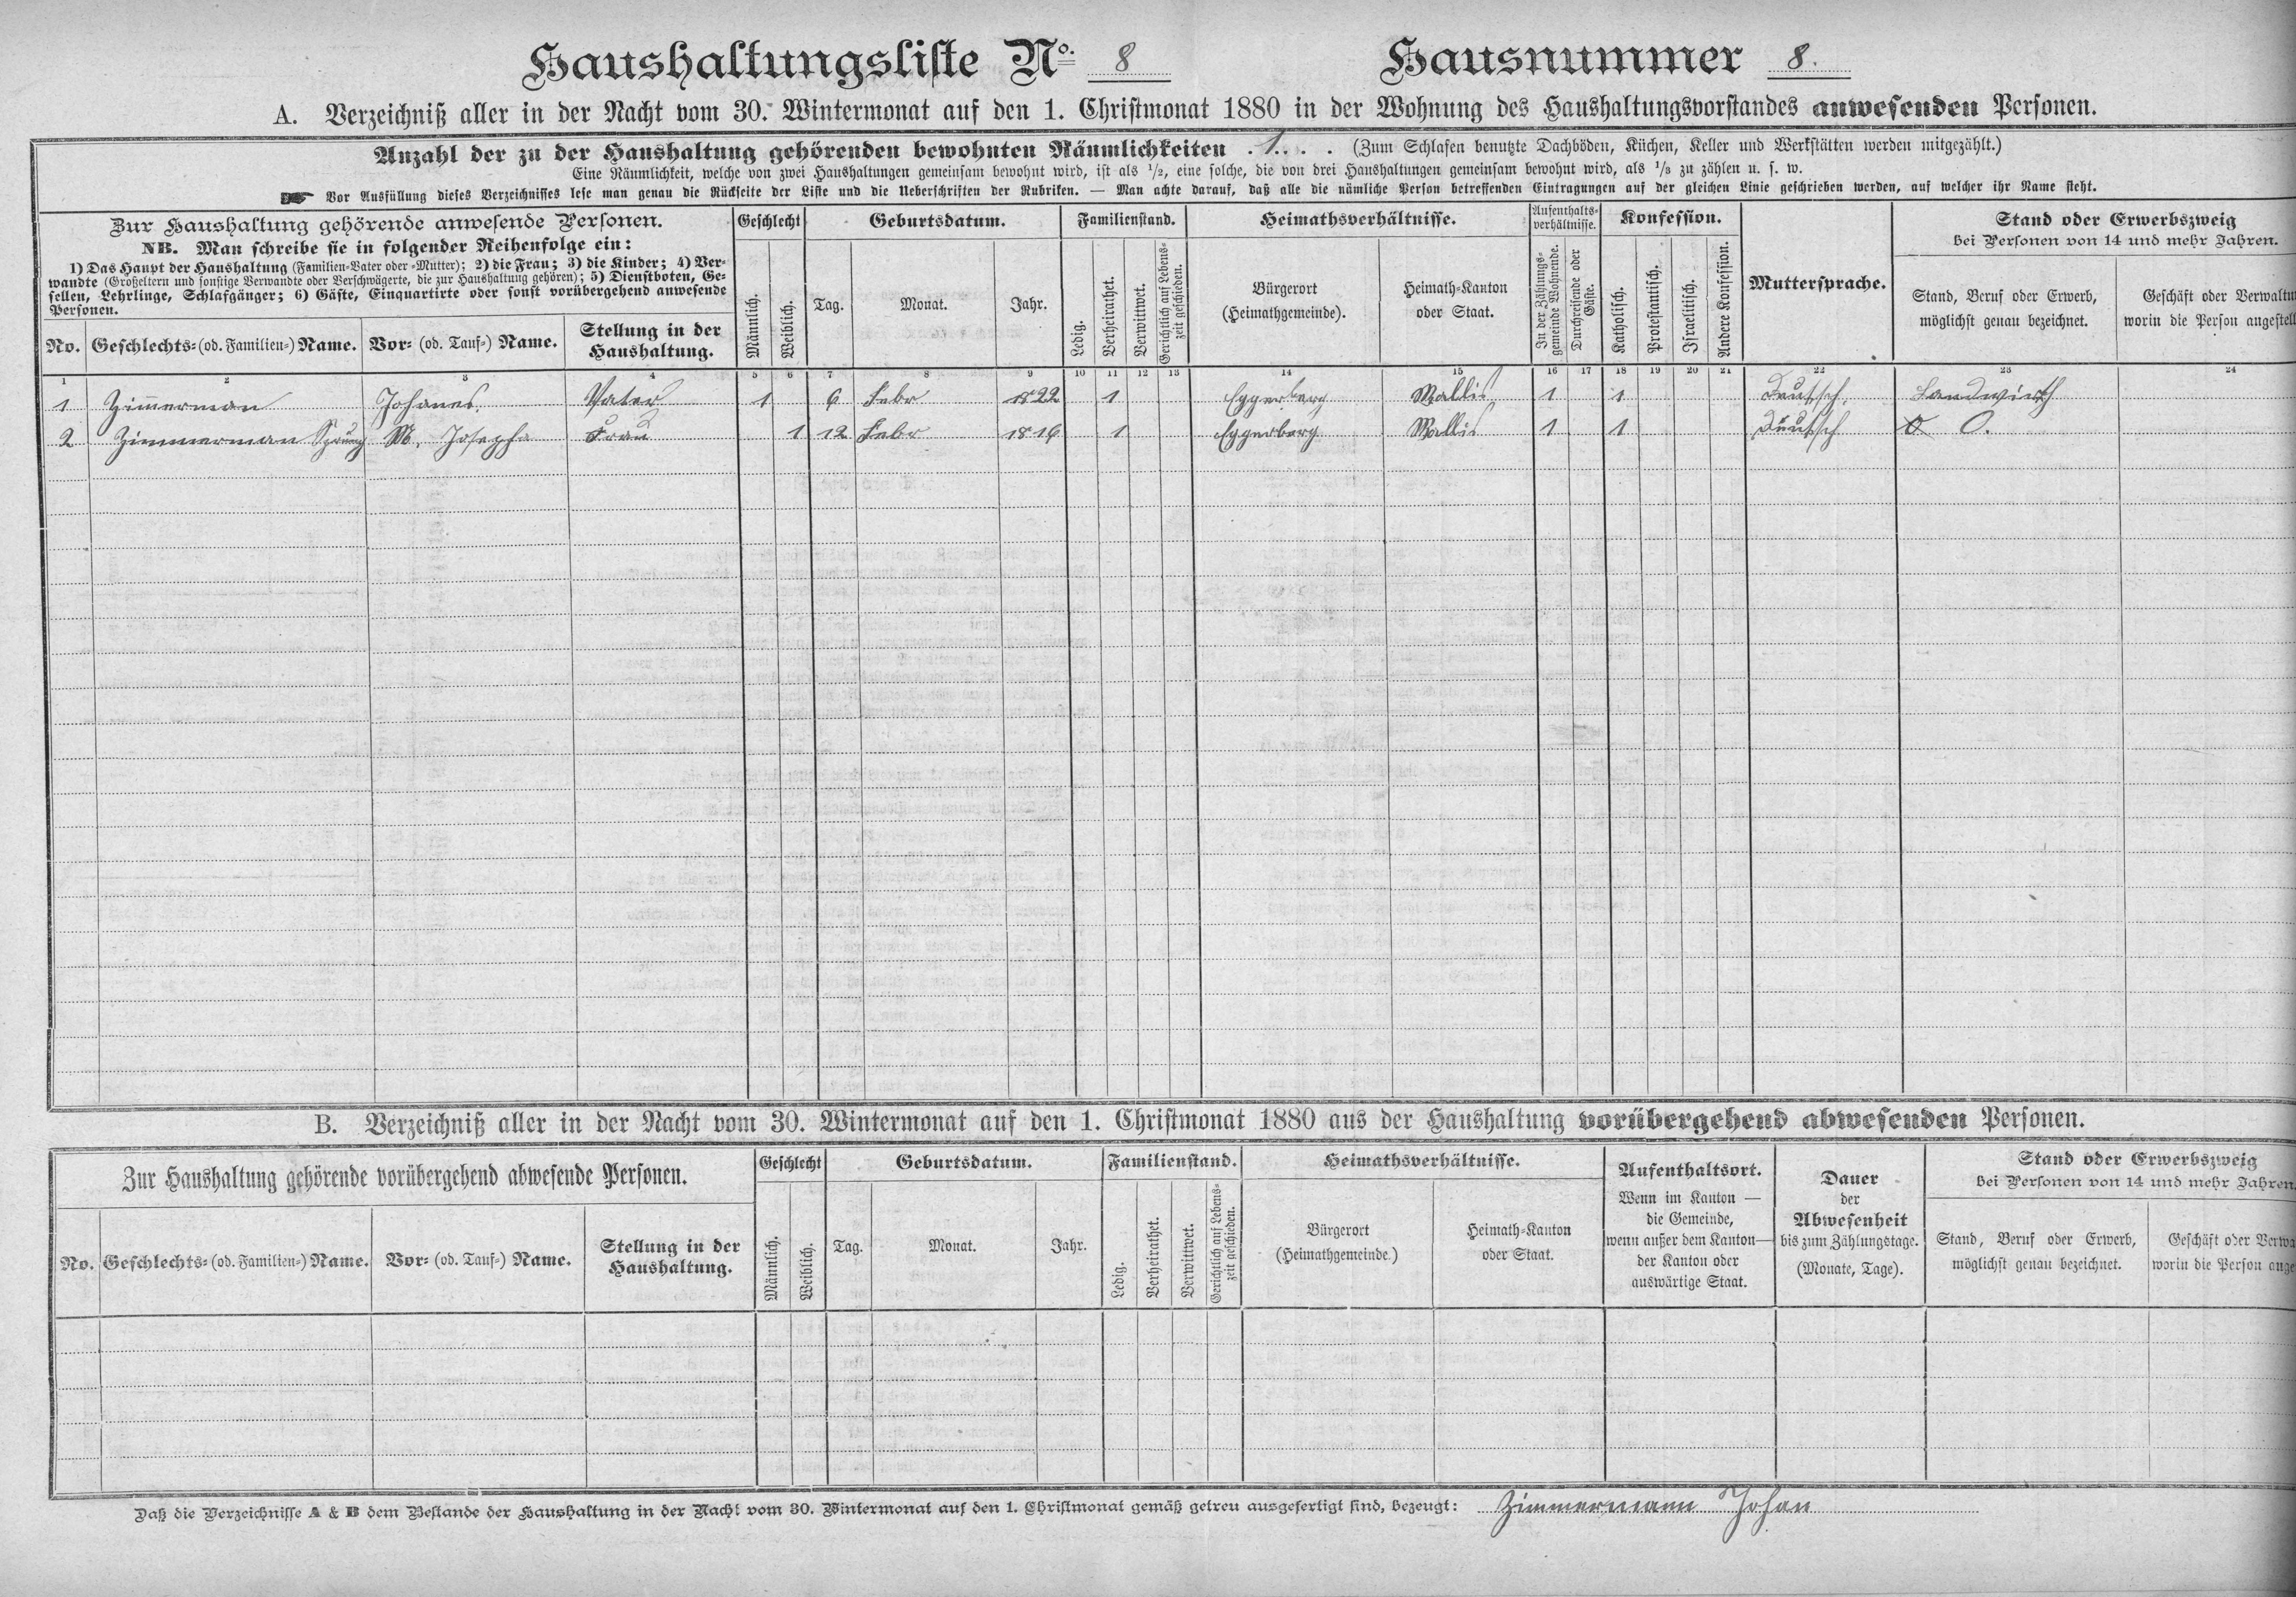 Haushaltungsliste No. 8 Hausnummer 8.
A. Verzeichniß aller in der Nacht vom 30. Wintermonat auf den 1. Christmonat 1880 in der Wohnung des Haushaltungsvorstandes anwesenden Personen.
Anzahl der zu der Haushaltung gehörenden bewohnten Räumlichkeiten . 1. . . (Zum Schlafen benutzte Dachböden, Küchen, Keller und Werkstätten werden mitgezählt.)
Eine Räumlichkeit, welche von zwei Haushaltungen gemeinsam bewohnt wird, ist als 1/2, eine solche, die von drei Haushaltungen gemeinsam bewohnt wird, als 1/3 zu zählen u. s. w.
Vor Ausfüllung dieses Verzeichnisses lese man genau die Rückseite der Liste und die Ueberschriften der Rubriken. — Man achte darauf, daß alle die nämliche Person betreffenden Eintragungen auf der gleichen Linie geschrieben werden, auf welcher ihr Name steht.
Zur Haushaltung gehörende anwesende Personen.
NB. Man schreibe sie in folgender Reihenfolge ein:
1) Das Haupt der Haushaltung (Familien-Vater oder -Mutter); 2) die Frau; 3) die Kinder; 4) Ver-
wandte (Großeltern und sonstige Verwandte oder Verschwägerte, die zur Haushaltung gehören); 5) Dienstboten, Ge-
sellen, Lehrlinge, Schlafgänger; 6) Gäste, Einquartirte oder sonst vorübergehend anwesende
Personen.
No. Geschlechts- (od. Familien-) Name. Vor- (od. Tauf-) Name. Stellung in der
Haushaltung.
Geschlecht
Männlich.
Weiblich.
Geburtsdatum.
Tag. Monat. Jahr.
Familienstand.
Ledig.
Verheirathet.
Verwittwet.
Gerichtlich auf Lebens-
zeit geschieden.
Heimathsverhältnisse.
Bürgerort
(Heimathgemeinde).
Heimath-Kanton
oder Staat.
Aufenthalts-
verhältnisse.
In der Zählungs-
gemeinde Wohnende.
Durchreisende oder
Gäste.
Konfession.
Katholisch.
Protestantisch.
Israelitisch.
Andere Konfession.
Muttersprache.
Stand oder Erwerbszweig
bei Personen von 14 und mehr Jahren.
Stand, Beruf oder Erwerb,
möglichst genau bezeichnet.
Geschäft oder Verwaltu
worin die Person angestell
1 2 3 4 5 6 7 8 9 10 11 12 13 14 15 16 17 18 19 20 21 22 23 24
1 Zimmerman Johanes Vater 1 6 Febr 1822 1 Eggerberg Wallis 1 1 Deutsch. Landwirth
2 Zimmerman M. Josepha Frau 1 12 Febr 1816 1 Eggerberg Wallis 1 1 Deutsch O.
B. Verzeichniß aller in der Nacht vom 30. Wintermonat auf den 1. Christmonat 1880 aus der Haushaltung vorübergehend abwesenden Personen.
Zur Haushaltung gehörende vorübergehend abwesende Personen.
No. Geschlechts- (od. Familien-) Name. Vor- (od. Tauf-) Name. Stellung in der
Haushaltung.
Geschlecht
Männlich.
Weiblich.
Geburtsdatum.
Tag. Monat. Jahr.
Familienstand.
Ledig.
Verheirathet.
Verwittwet.
Gerichtlich auf Lebens-
zeit geschieden.
Heimathsverhältnisse.
Bürgerort
(Heimathgemeinde.)
Heimath-Kanton
oder Staat.
Aufenthaltsort.
Wenn im Kanton —
die Gemeinde,
wenn außer dem Kanton—
der Kanton oder
auswärtige Staat.
Dauer
der
Abwesenheit
bis zum Zählungstage.
(Monate, Tage).
Stand oder Erwerbszweig
bei Personen von 14 und mehr Jahren.
Stand, Beruf oder Erwerb,
möglichst genau bezeichnet.
Geschäft oder Verwa
worin die Person ange
Daß die Verzeichnisse A & B dem Bestande der Haushaltung in der Nacht vom 30. Wintermonat auf den 1. Christmonat gemäß getreu ausgefertigt sind, bezeugt: Zimmermann Johan